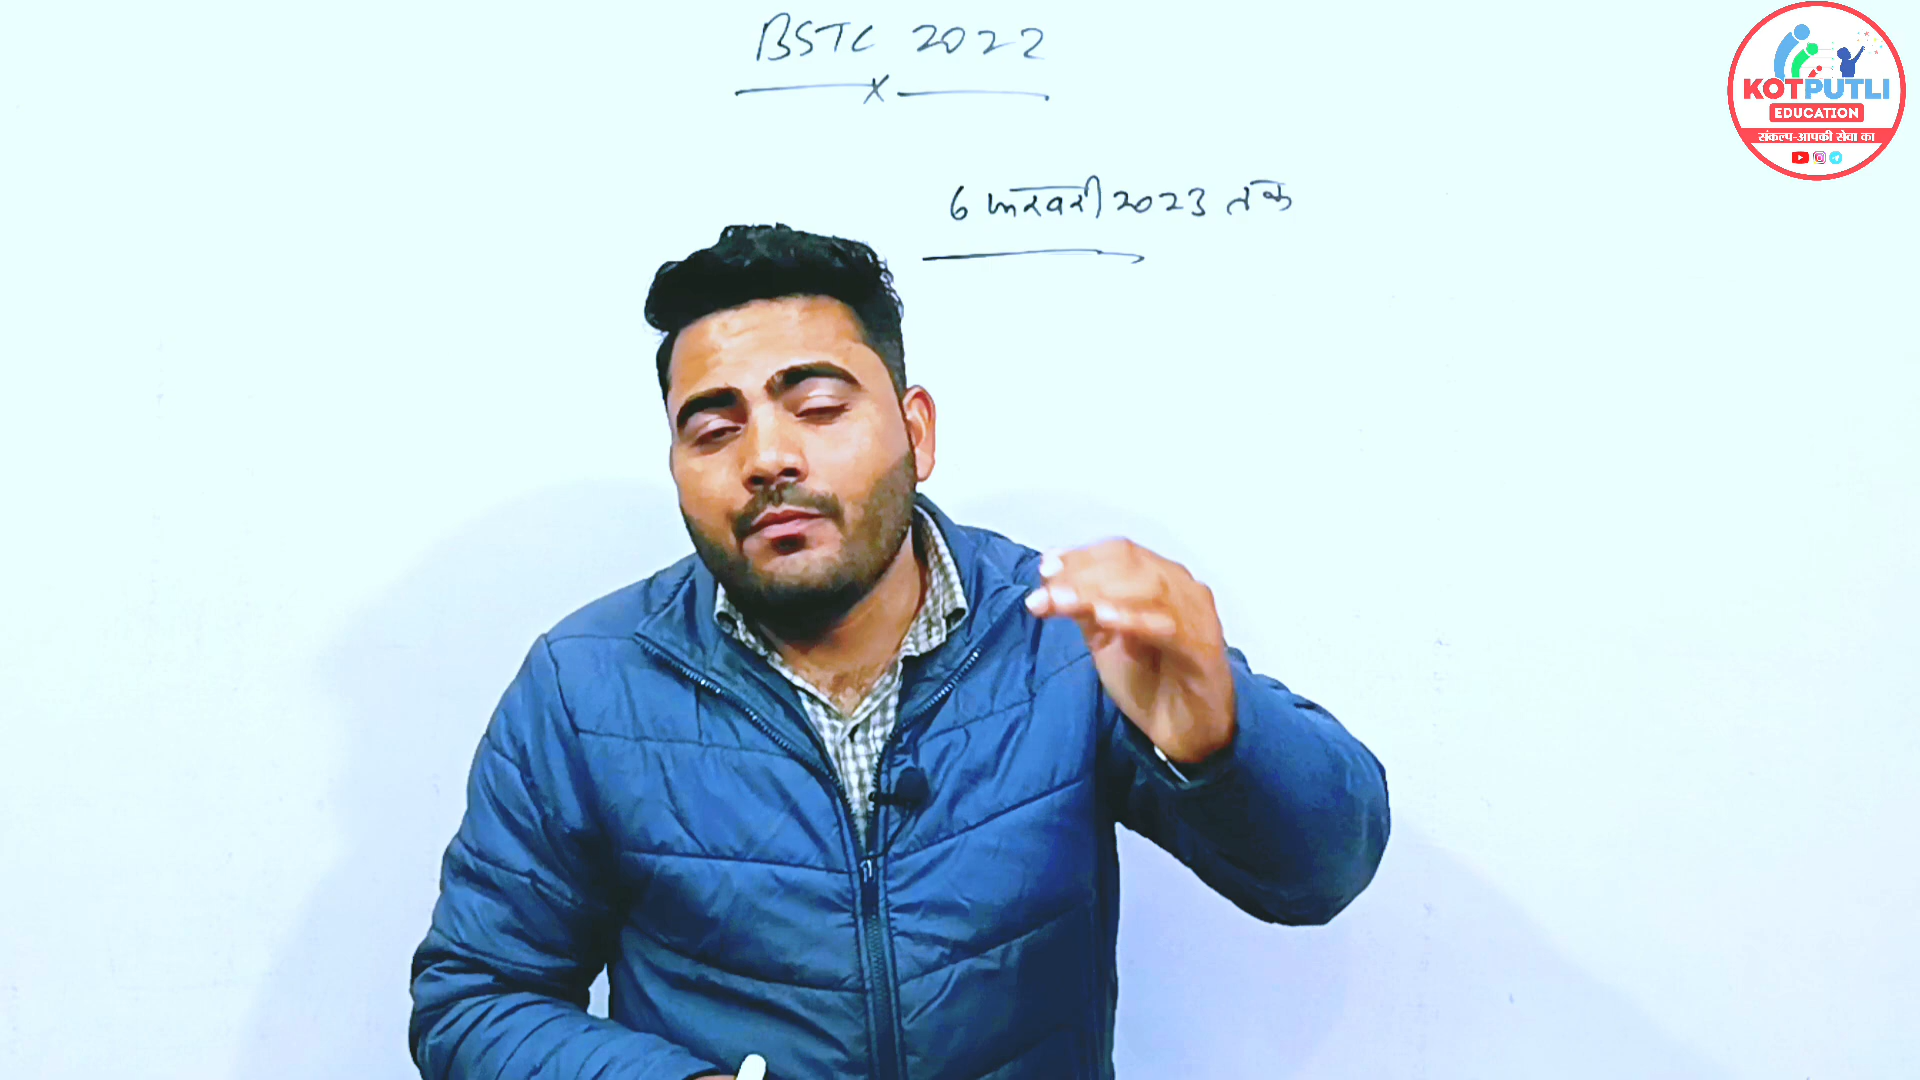 BSTC 2022
x
6 फरवरी 2023 तक
KOTPUTLI
EDUCATION
संकल्प-आपकी सेवा का